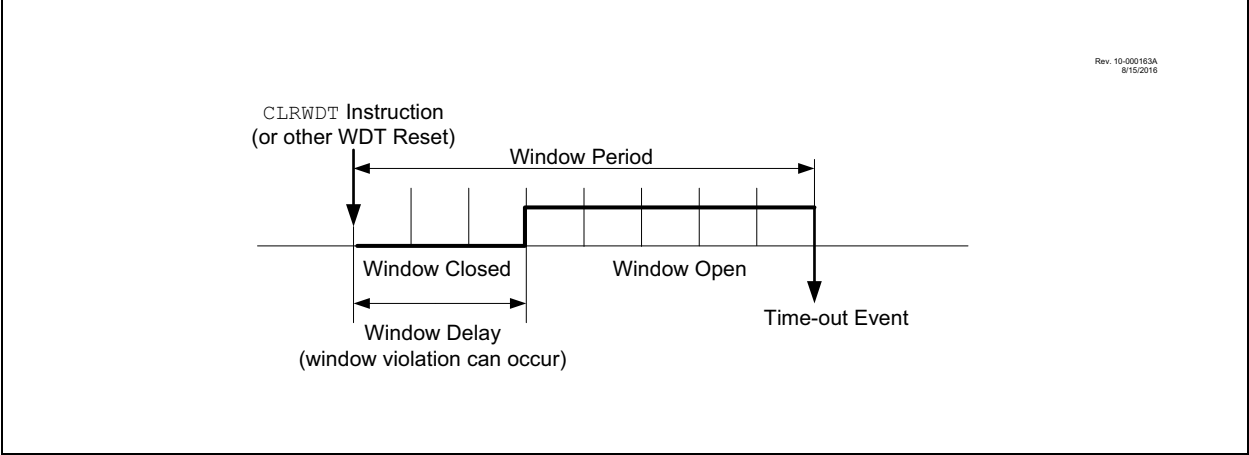 Rev. 10-000163A
8/15/2016
CLRWDT Instruction
(or other WDT Reset)
Window Period
Window Closed
Window Open
Window Delay
(window violation can occur)
Time-out Event